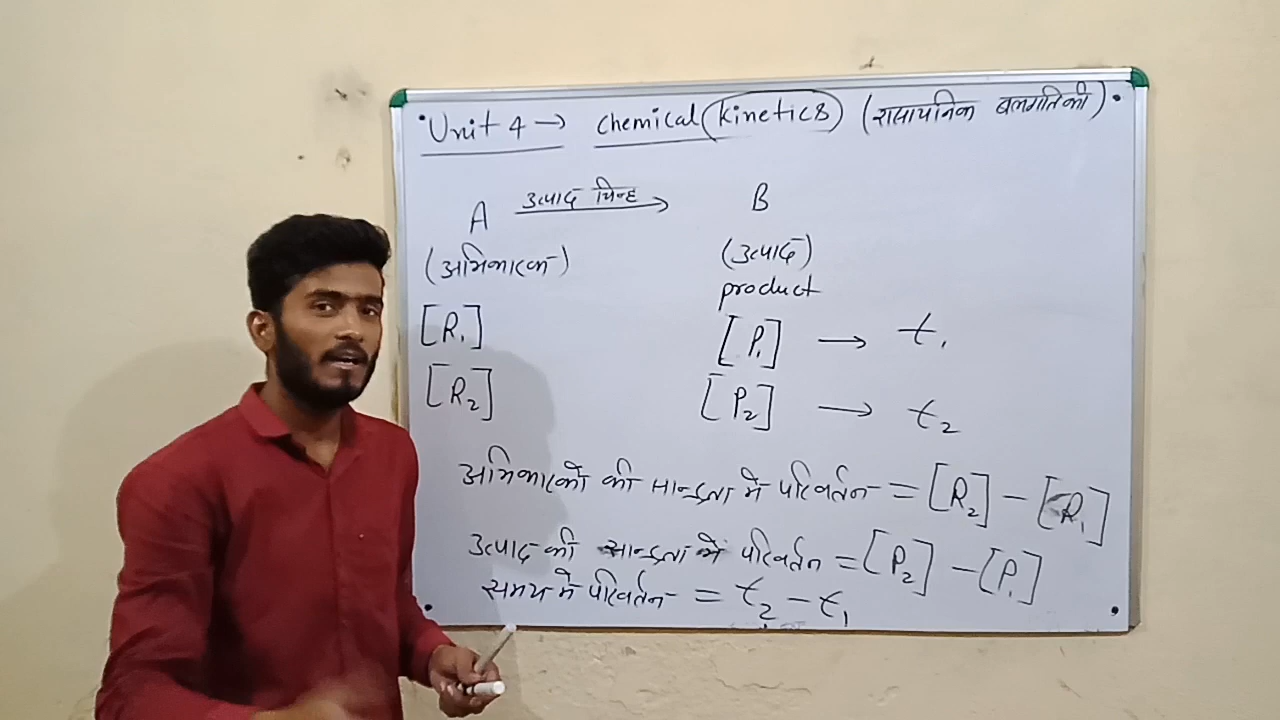 Unit 4 → chemical kinetics (रासायनिक बलगतिकी)
A उत्पाद चिन्ह → B
(अभिकारक) (उत्पाद)
product
[R₁] [P₁] → t₁
[R₂] [P₂] → t₂
अभिकारकों की सान्द्रता में परिवर्तन = [R₂] - [R₁]
उत्पाद की सान्द्रता में परिवर्तन = [P₂] - [P₁]
समय में परिवर्तन = t₂ - t₁